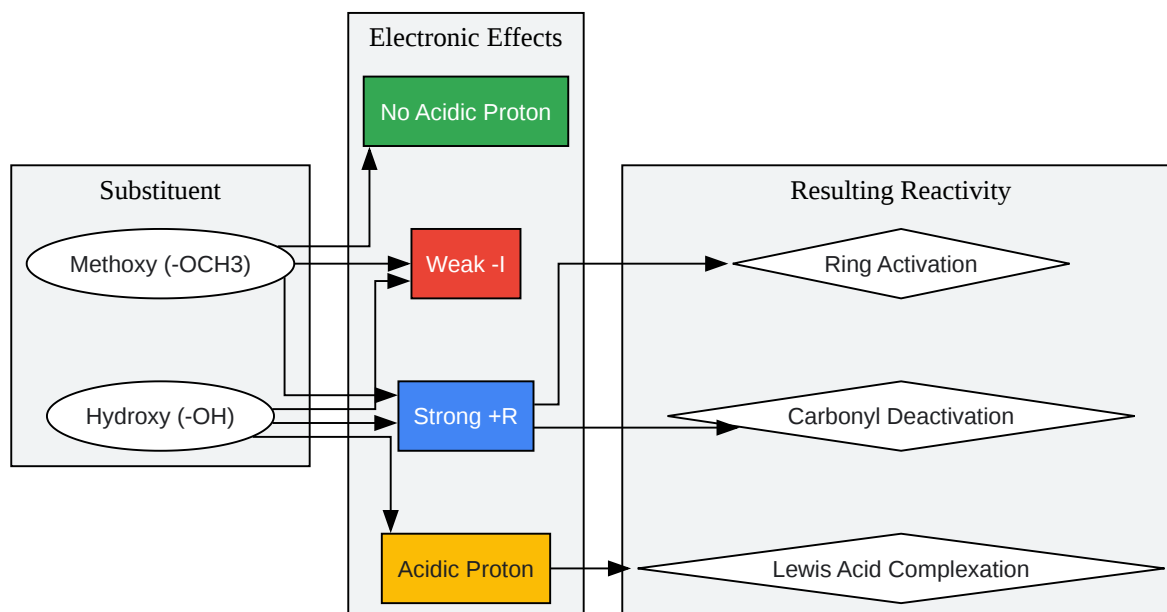 Electronic Effects
No Acidic Proton
Substituent
Resulting Reactivity
Methoxy (-OCH3)
Weak -I
Ring Activation
Hydroxy (-OH)
Strong +R
Carbonyl Deactivation
Acidic Proton
Lewis Acid Complexation